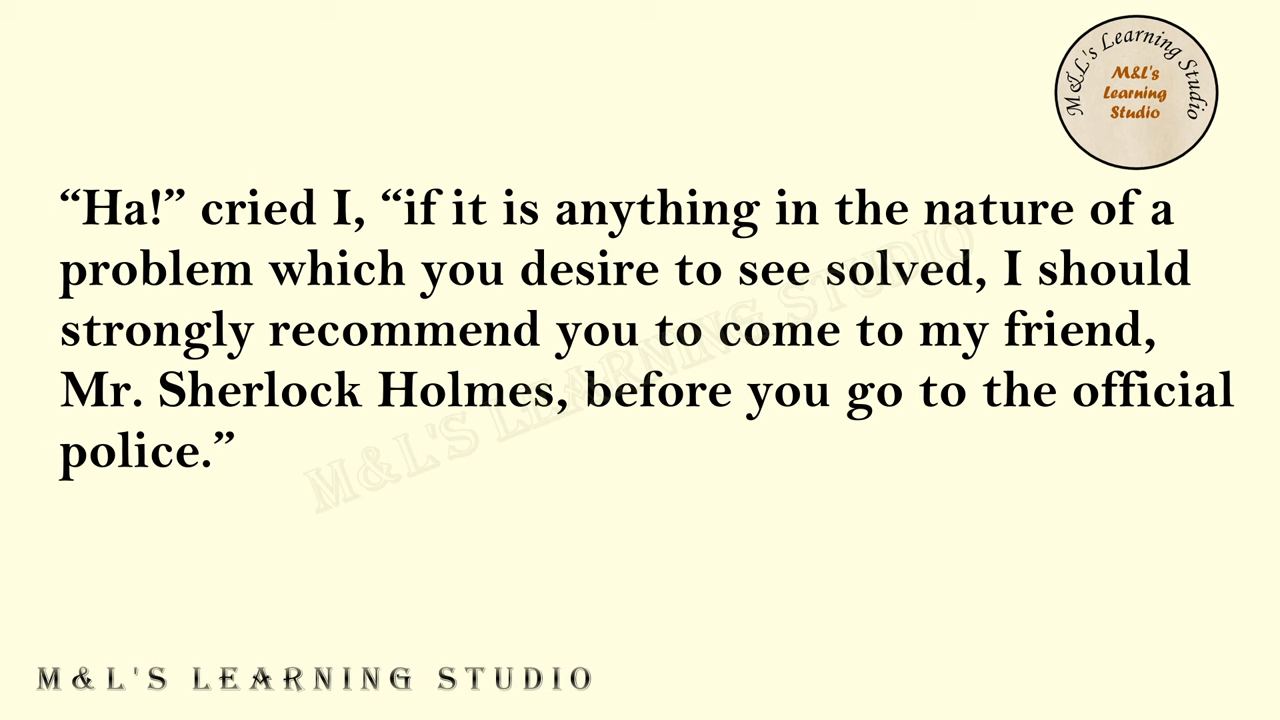 M&L's Learning Studio
M&L's
Learning
Studio
“Ha!” cried I, “if it is anything in the nature of a
problem which you desire to see solved, I should
strongly recommend you to come to my friend,
Mr. Sherlock Holmes, before you go to the official
police.”
M&L'S LEARNING STUDIO
M&L'S LEARNING STUDIO